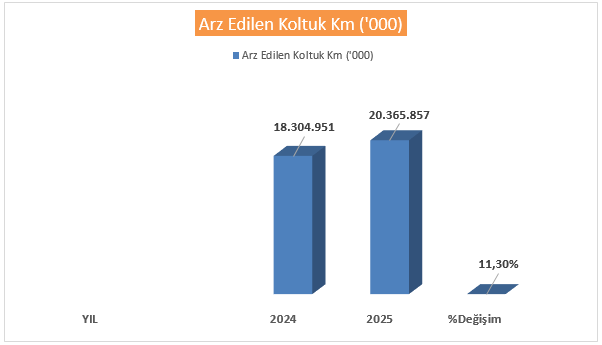 Arz Edilen Koltuk Km ('000)
Arz Edilen Koltuk Km ('000)
18.304.951
20.365.857
11,30%
YIL 2024 2025 %Değişim